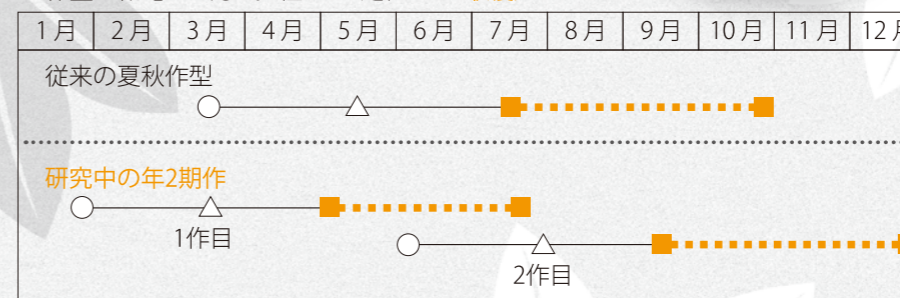 1月 2月 3月 4月 5月 6月 7月 8月 9月 10月 11月 12月
従来の夏秋作型
研究中の年2期作
1作目
2作目